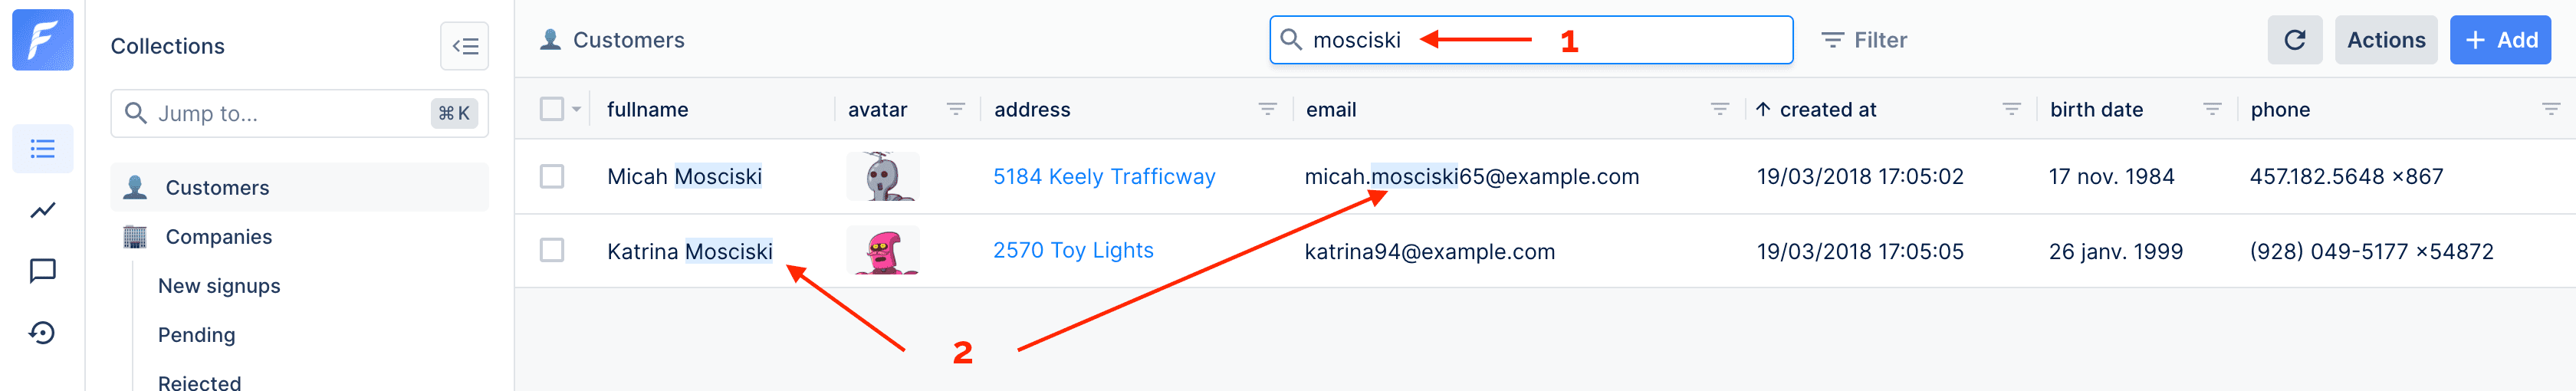 Collections
Jump to...
⌘ K
Customers
Companies
New signups
Pending
Rejected
Customers
mosciski
1
Filter
Actions
+ Add
fullname avatar address email ↑ created at birth date phone
Micah Mosciski 5184 Keely Trafficway micah.mosciski65@example.com 19/03/2018 17:05:02 17 nov. 1984 457.182.5648 x867
Katrina Mosciski 2570 Toy Lights katrina94@example.com 19/03/2018 17:05:05 26 janv. 1999 (928) 049-5177 x54872
2